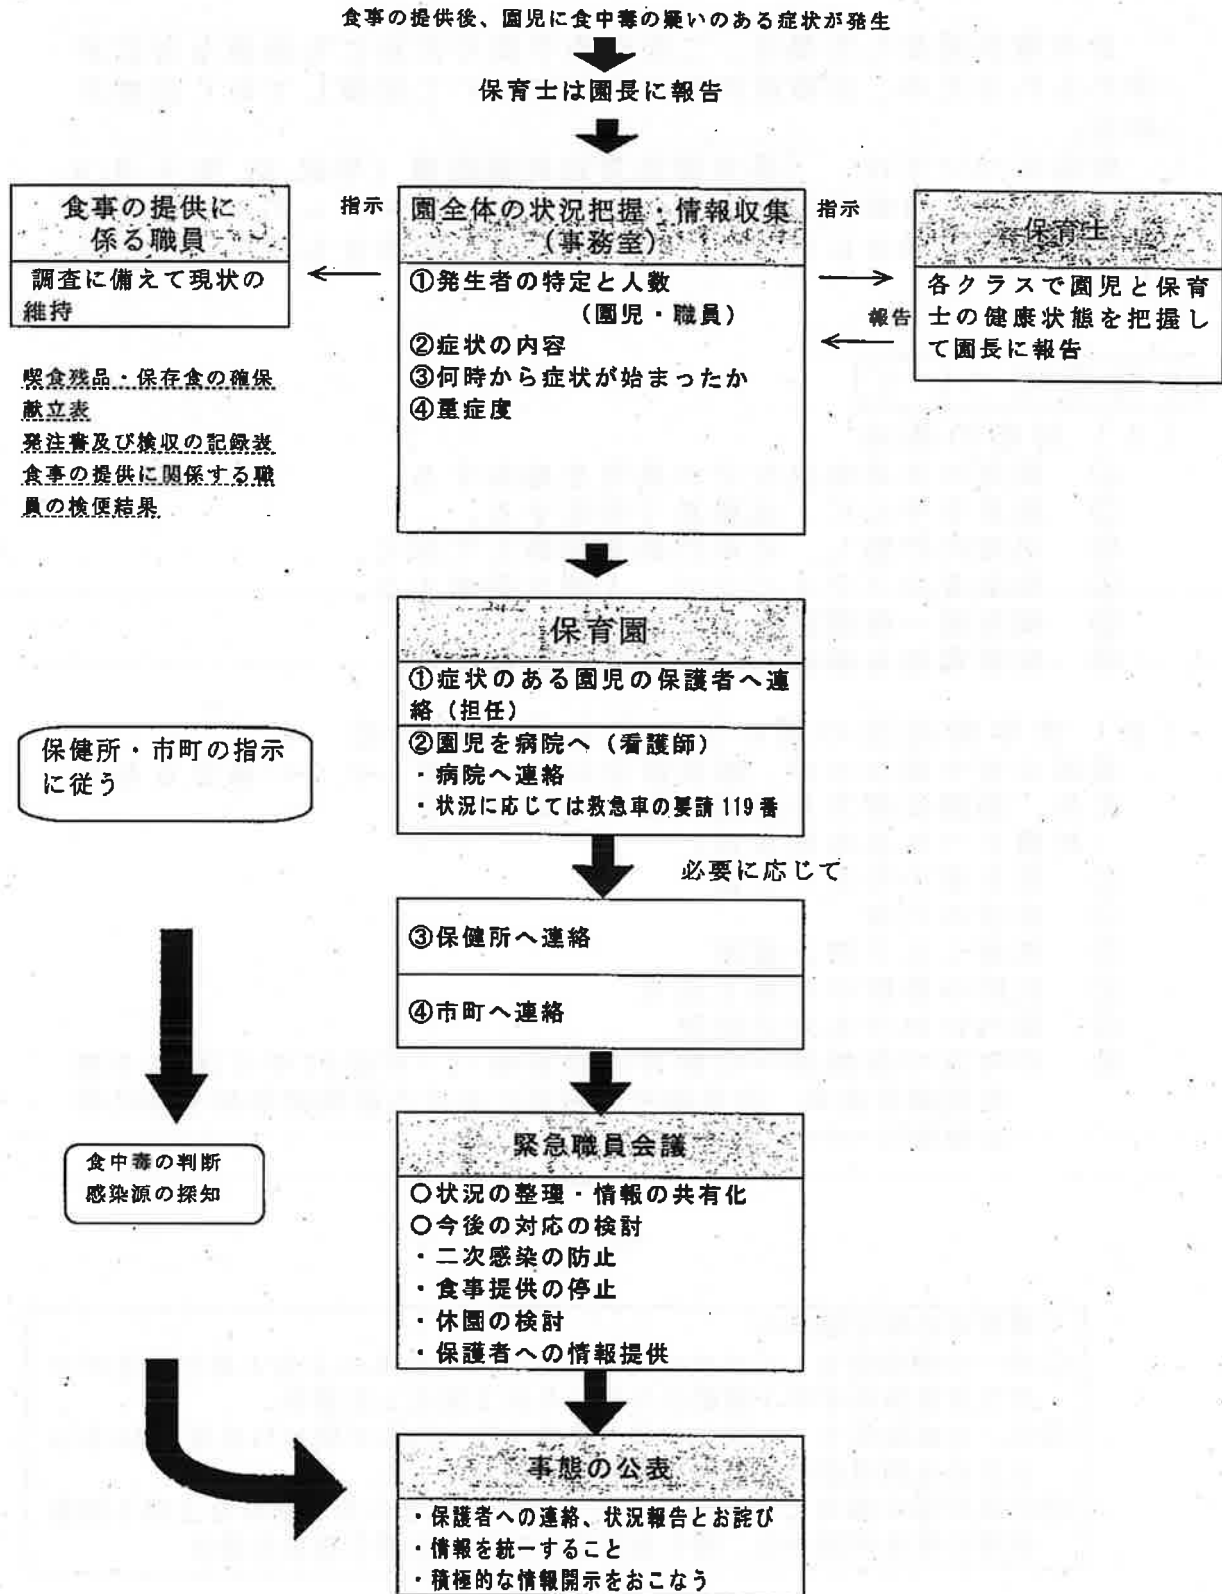 食事の提供後、園児に食中毒の疑いのある症状が発生
保育士は園長に報告
食事の提供に
係る職員
調査に備えて現状の
維持
喫食残品・保存食の確保
献立表
発注書及び検収の記録表
食事の提供に関係する職
員の検便結果
指示
園全体の状況把握・情報収集
(事務室)
①発生者の特定と人数
(園児・職員)
②症状の内容
③何時から症状が始まったか
④重症度
指示
報告
保育士
各クラスで園児と保育
士の健康状態を把握し
て園長に報告
保育園
①症状のある園児の保護者へ連
絡(担任)
②園児を病院へ(看護師)
・病院へ連絡
・状況に応じては救急車の要請119番
保健所・市町の指示
に従う
必要に応じて
③保健所へ連絡
④市町へ連絡
緊急職員会議
○状況の整理・情報の共有化
○今後の対応の検討
・二次感染の防止
・食事提供の停止
・休園の検討
・保護者への情報提供
食中毒の判断
感染源の探知
事態の公表
・保護者への連絡、状況報告とお詫び
・情報を統一すること
・積極的な情報開示をおこなう